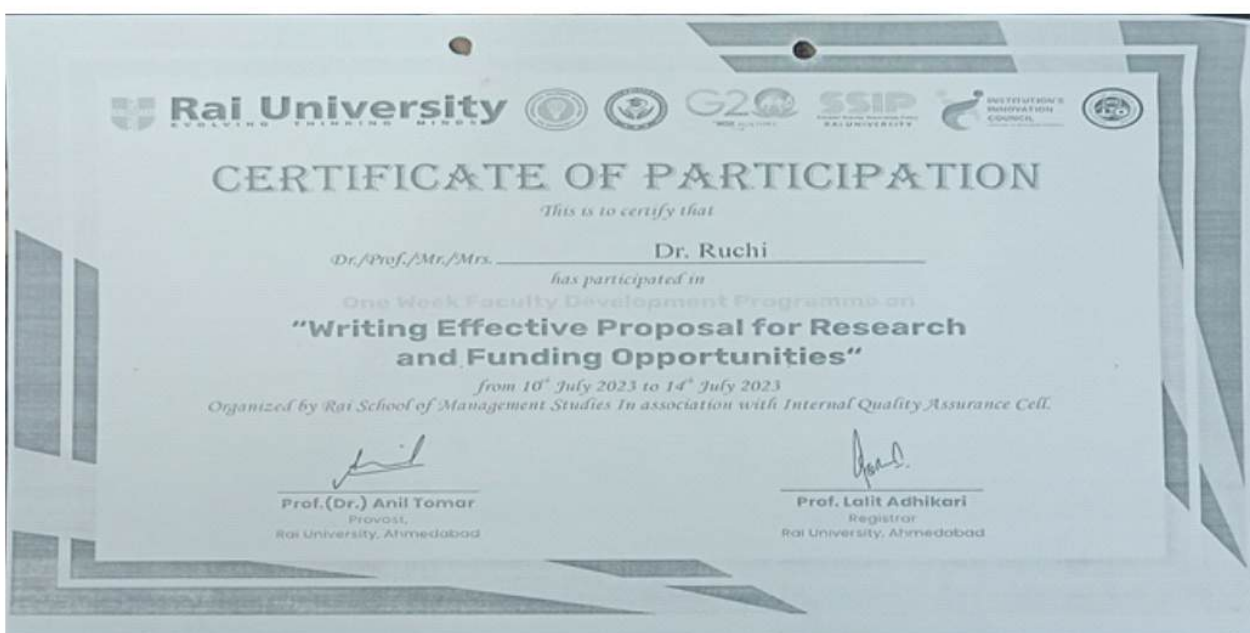 Rai University
EVOLVING THINKING MINDS
G20
SSIP
RAI UNIVERSITY
INSTITUTION'S
INNOVATION
COUNCIL
CERTIFICATE OF PARTICIPATION
This is to certify that
Dr./Prof./Mr./Mrs. Dr. Ruchi
has participated in
One Week Faculty Development Programme on
"Writing Effective Proposal for Research
and Funding Opportunities"
from 10th July 2023 to 14th July 2023
Organized by Rai School of Management Studies In association with Internal Quality Assurance Cell.
Prof.(Dr.) Anil Tomar
Provost,
Rai University, Ahmedabad
Prof. Lalit Adhikari
Registrar
Rai University, Ahmedabad